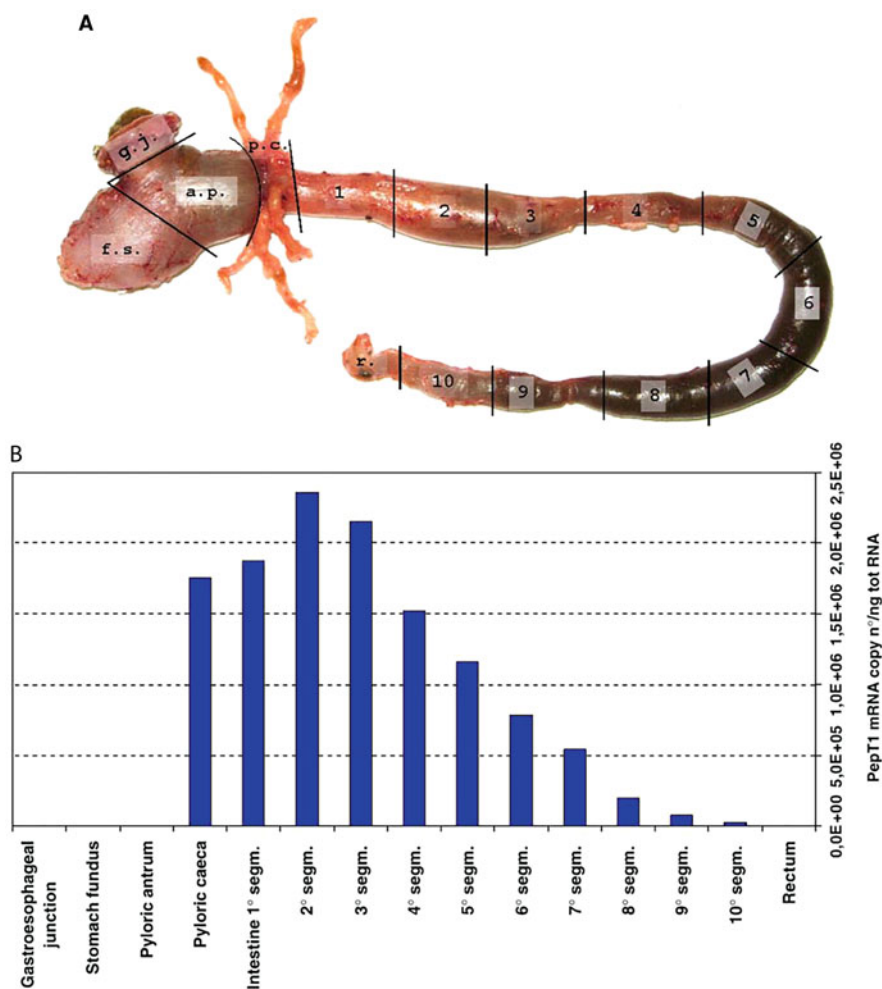 A
g.j.
p.c.
a.p.
f.s.
1
2
3
4
5
6
7
8
9
10
r.
B
2,5E+06
2,0E+06
1,5E+06
1,0E+06
5,0E+05
0,0E+00
PepT1 mRNA copy n°/ng tot RNA
Gastroesophageal
junction
Stomach fundus
Pyloric antrum
Pyloric caeca
Intestine 1° segm.
2° segm.
3° segm.
4° segm.
5° segm.
6° segm.
7° segm.
8° segm.
9° segm.
10° segm.
Rectum